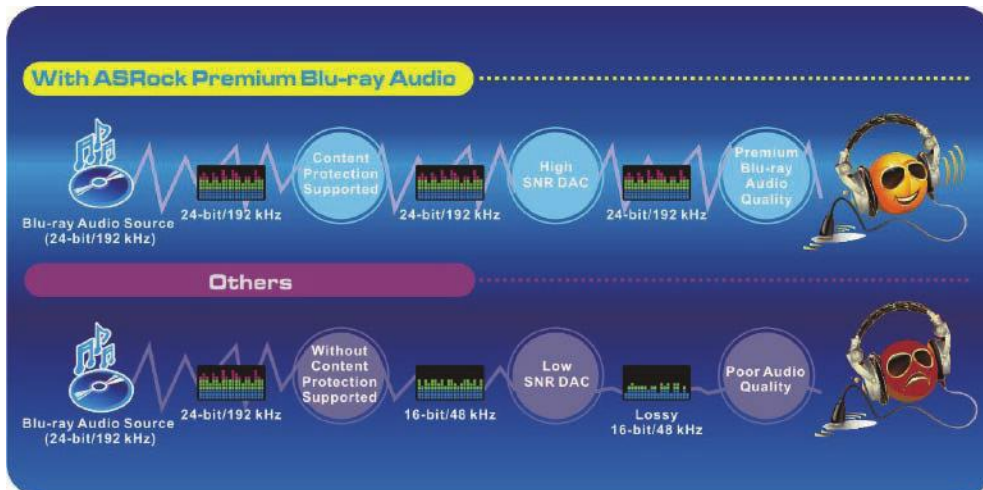 With ASRock Premium Blu-ray Audio
Content
Protection
Supported
High
SNR DAC
Premium
Blu-ray
Audio
Quality
24-bit/192 kHz
24-bit/192 kHz
24-bit/192 kHz
Blu-ray Audio Source
(24-bit/192 kHz)
Others
Without
Content
Protection
Supported
Low
SNR DAC
Poor Audio
Quality
24-bit/192 kHz
16-bit/48 kHz
Lossy
16-bit/48 kHz
Blu-ray Audio Source
(24-bit/192 kHz)